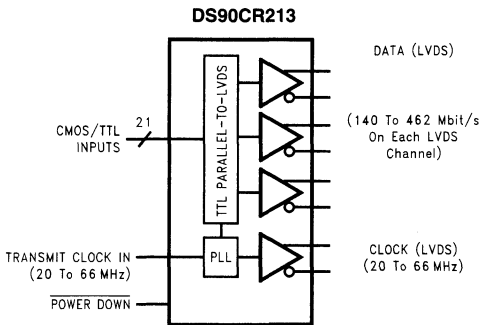 DS90CR213
DATA (LVDS)
TTL PARALLEL-TO-LVDS
21
CMOS/TTL
INPUTS
(140 To 462 Mbit/s
On Each LVDS
Channel)
TRANSMIT CLOCK IN
(20 To 66 MHz)
PLL
CLOCK (LVDS)
(20 To 66 MHz)
POWER DOWN